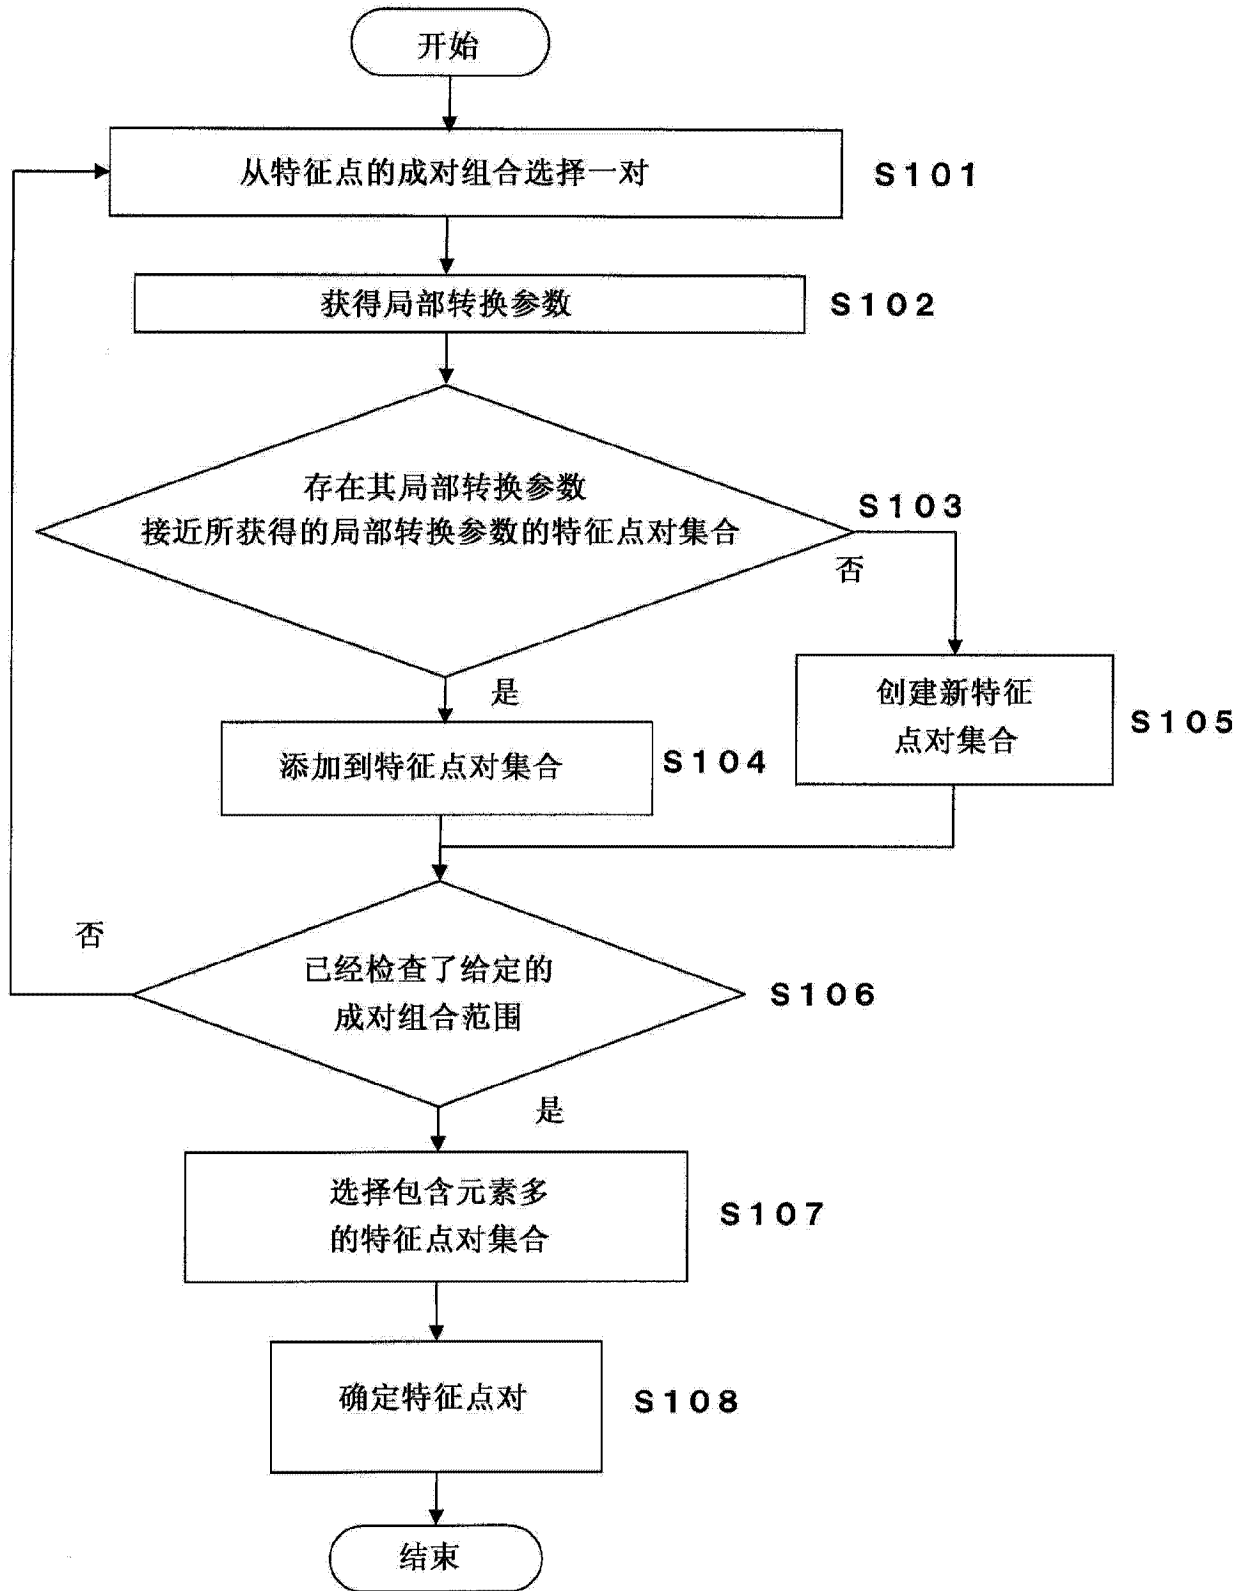 开始
从特征点的成对组合选择一对
S101
获得局部转换参数
S102
存在其局部转换参数
接近所获得的局部转换参数的特征点对集合
S103
否
是
创建新特征
点对集合
S105
添加到特征点对集合
S104
否
已经检查了给定的
成对组合范围
S106
是
选择包含元素多
的特征点对集合
S107
确定特征点对
S108
结束